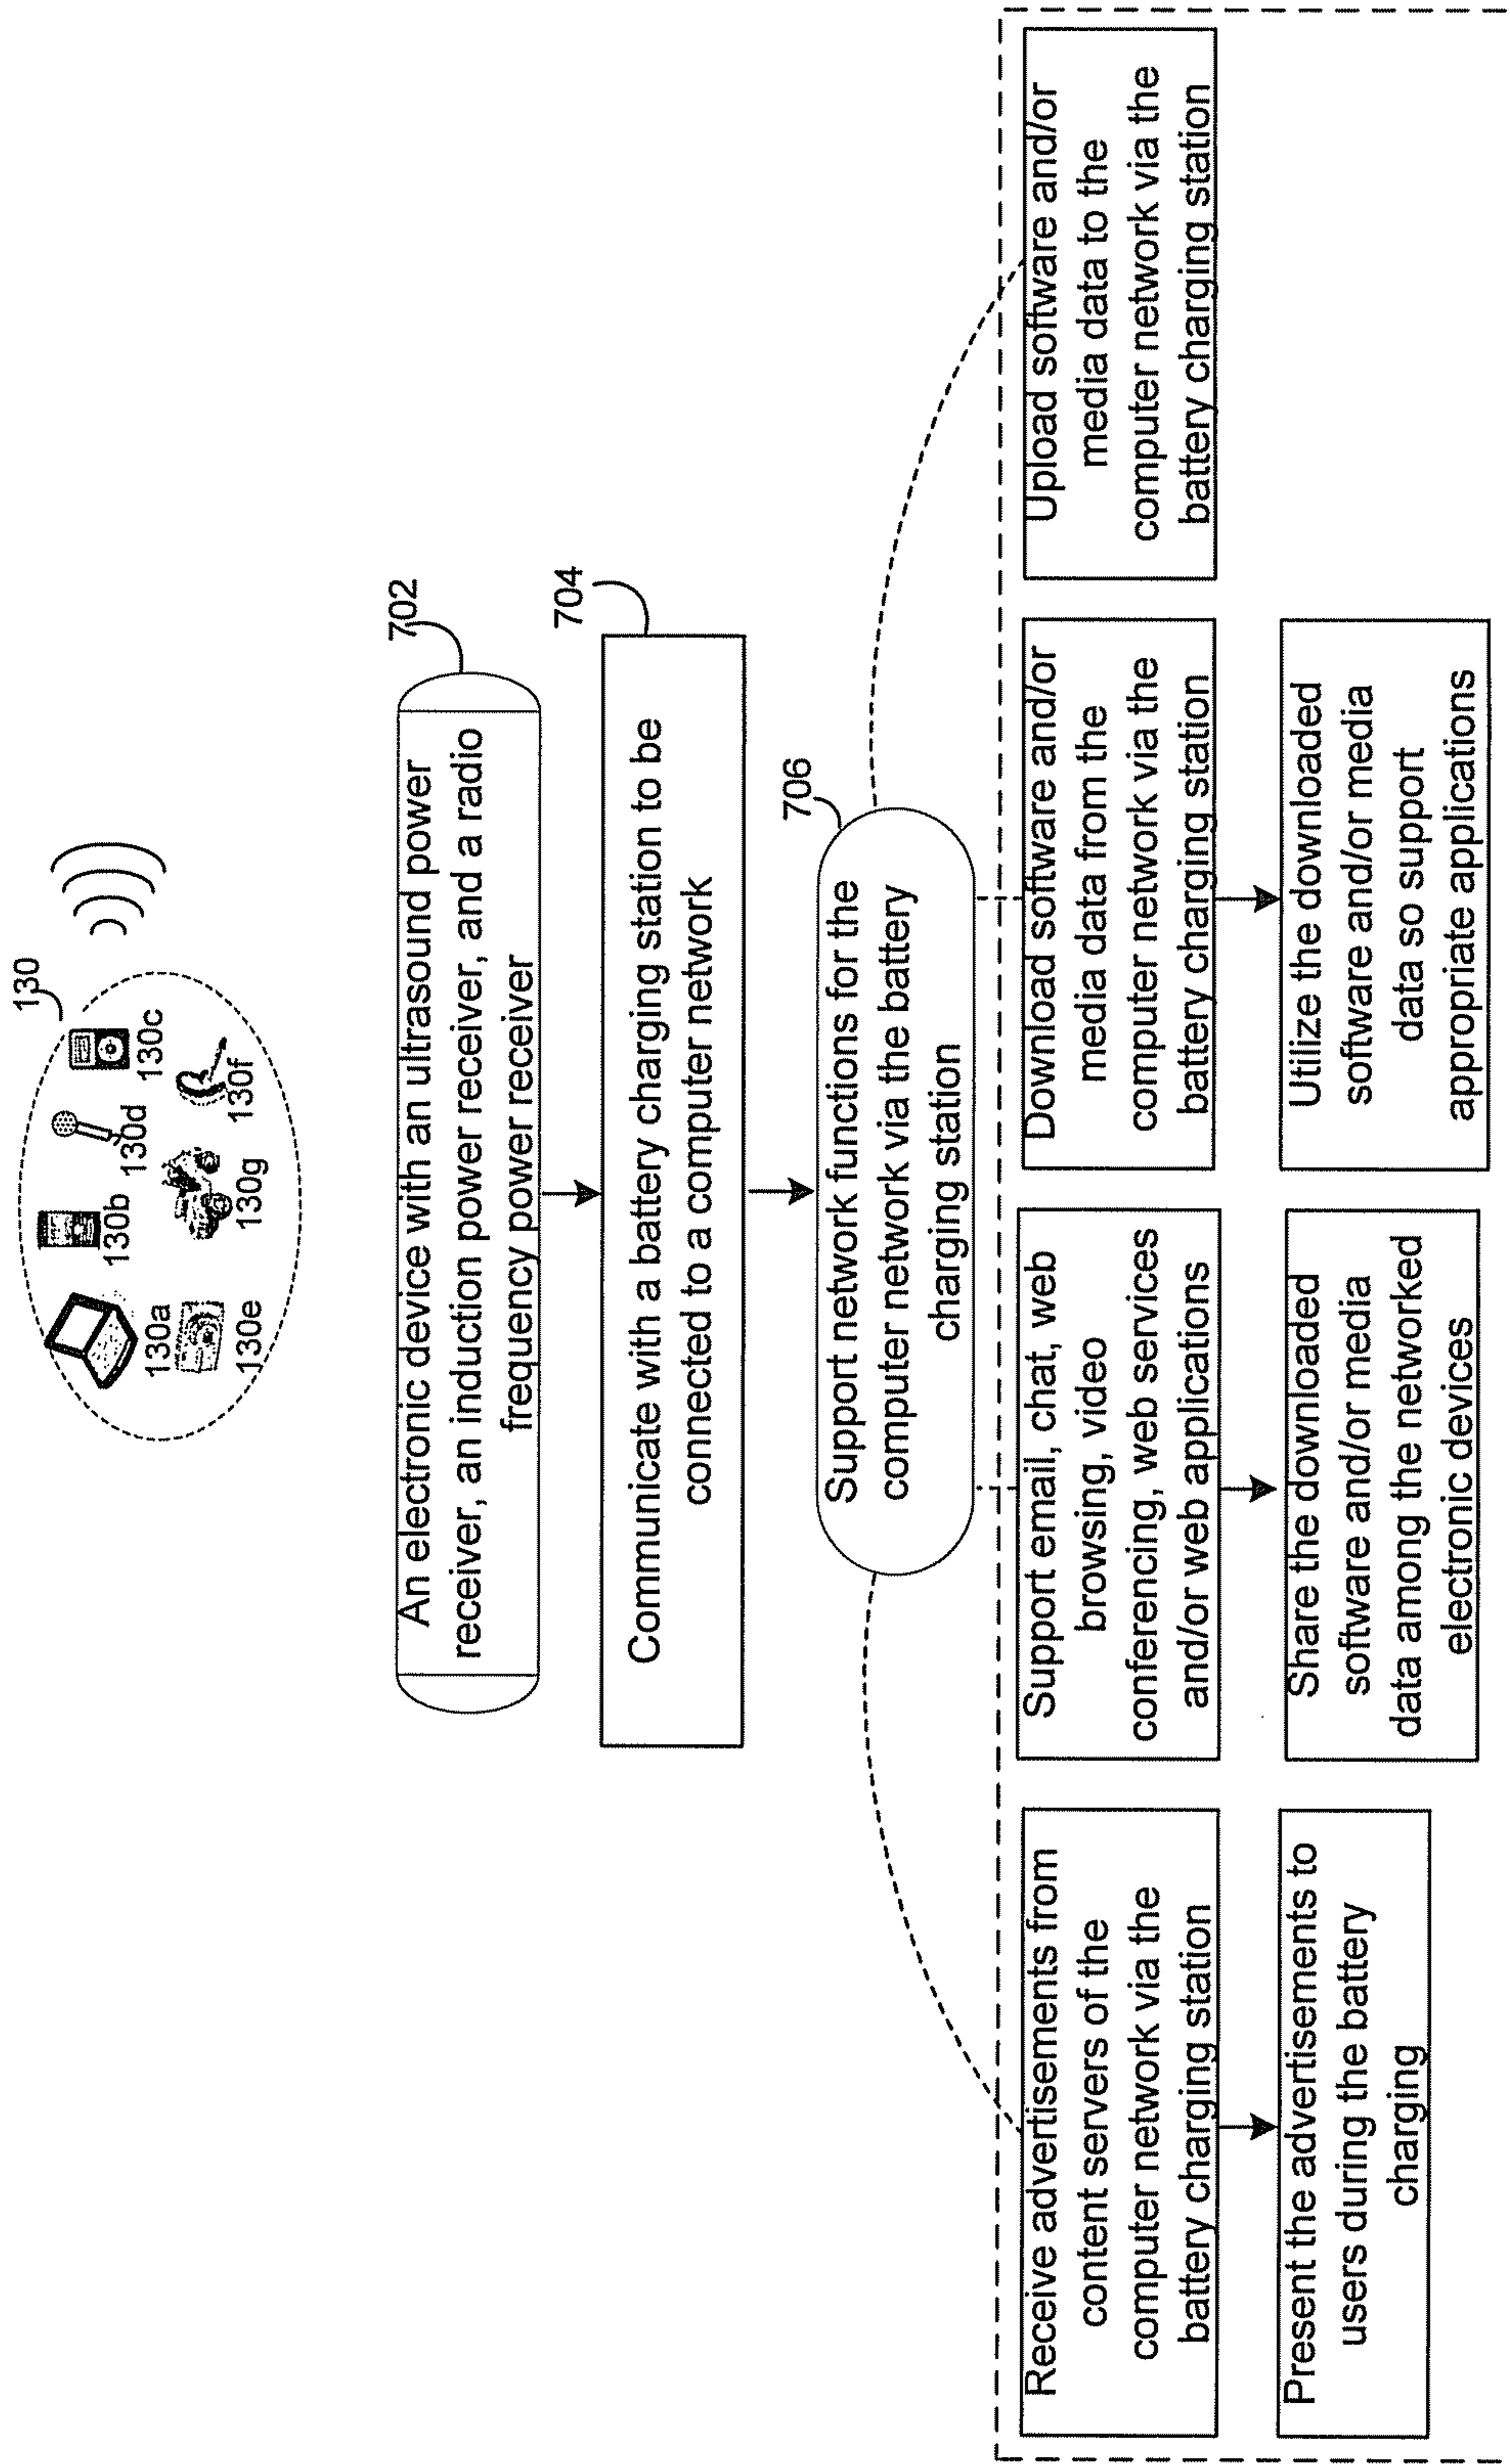 130
130a
130b
130d
130c
130e
130g
130f
702
An electronic device with an ultrasound power
receiver, an induction power receiver, and a radio
frequency power receiver
704
Communicate with a battery charging station to be
connected to a computer network
706
Support network functions for the
computer network via the battery
charging station
Receive advertisements from
content servers of the
computer network via the
battery charging station
Present the advertisements to
users during the battery
charging
Support email, chat, web
browsing, video
conferencing, web services
and/or web applications
Share the downloaded
software and/or media
data among the networked
electronic devices
Download software and/or
media data from the
computer network via the
battery charging station
Utilize the downloaded
software and/or media
data so support
appropriate applications
Upload software and/or
media data to the
computer network via the
battery charging station